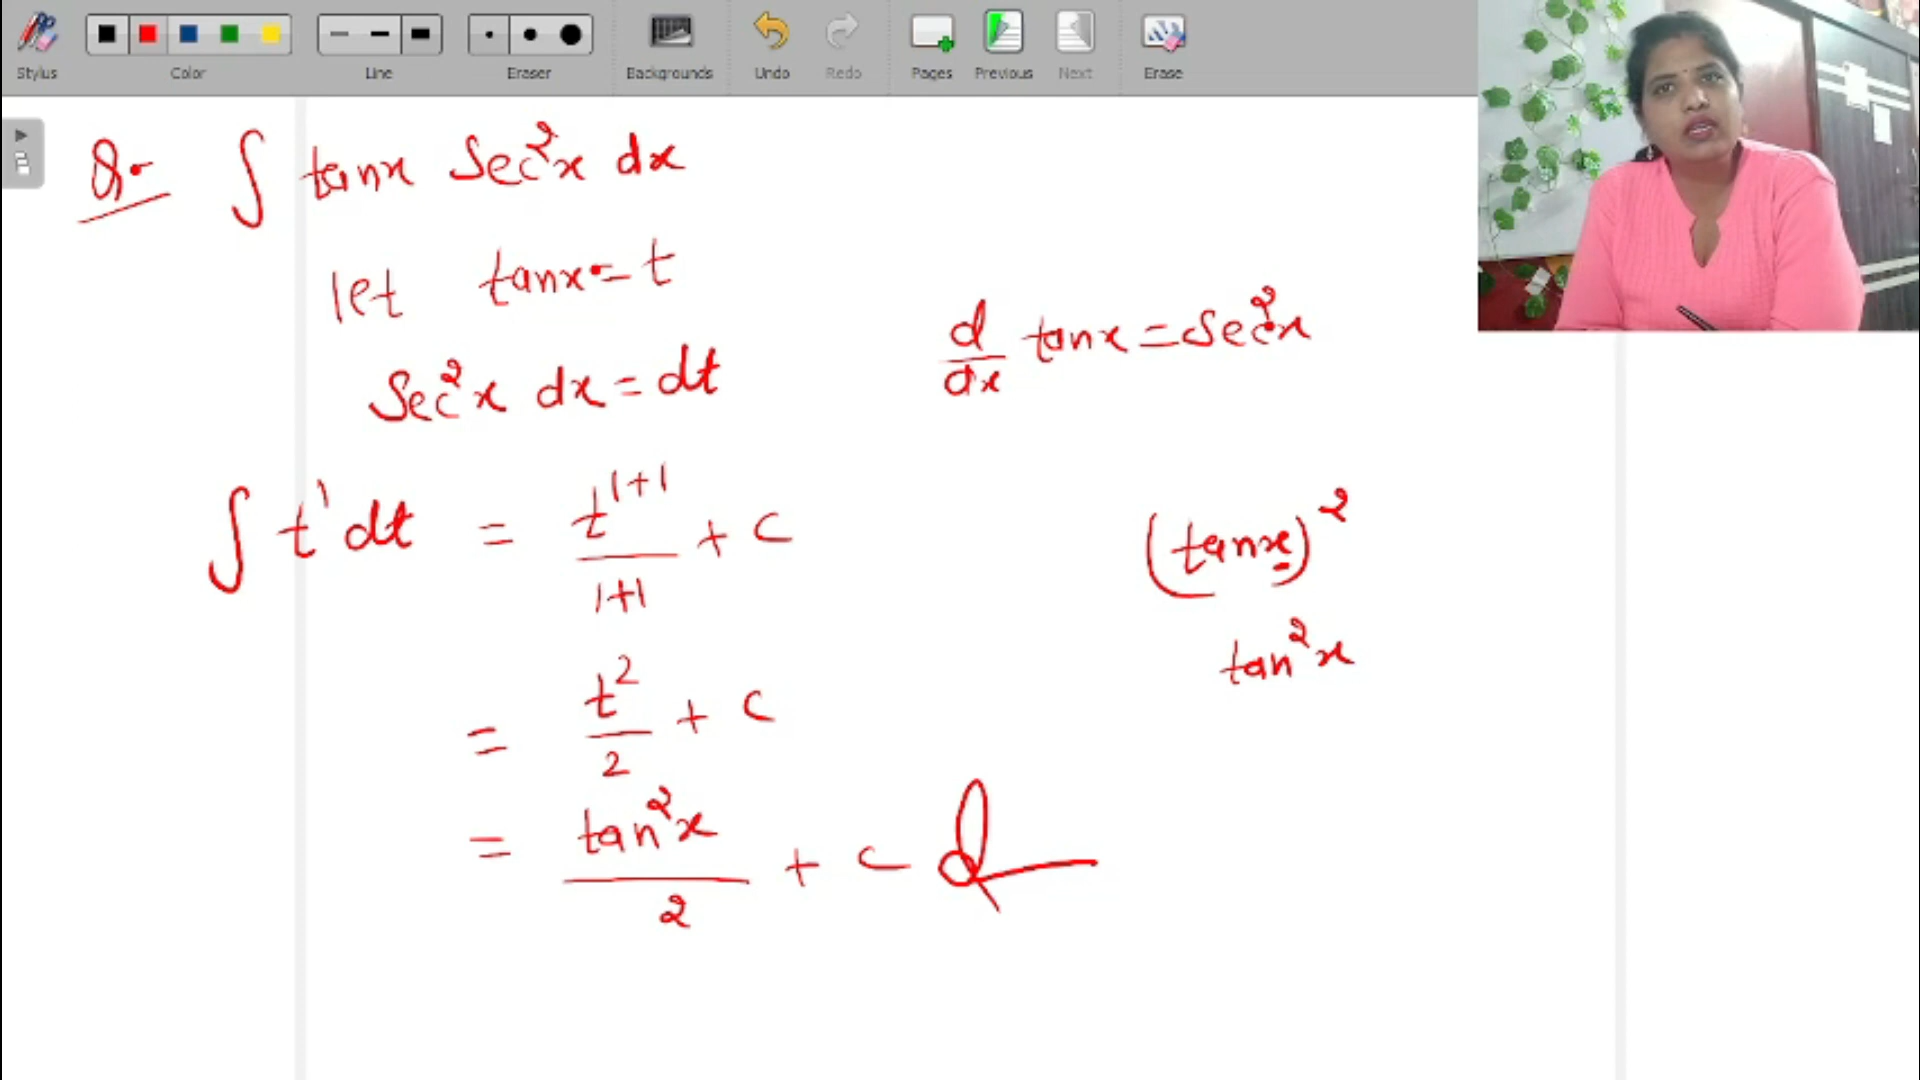 Stylus Color Line Eraser Backgrounds Undo Redo Pages Previous Next Erase
Q. ∫ tanx Sec²x dx
let tanx = t
Sec²x dx = dt
d/dx tanx = Sec²x
∫ t¹ dt = t¹⁺¹/1+1 + c
(tanx)²
tan²x
= t²/2 + c
= tan²x/2 + c